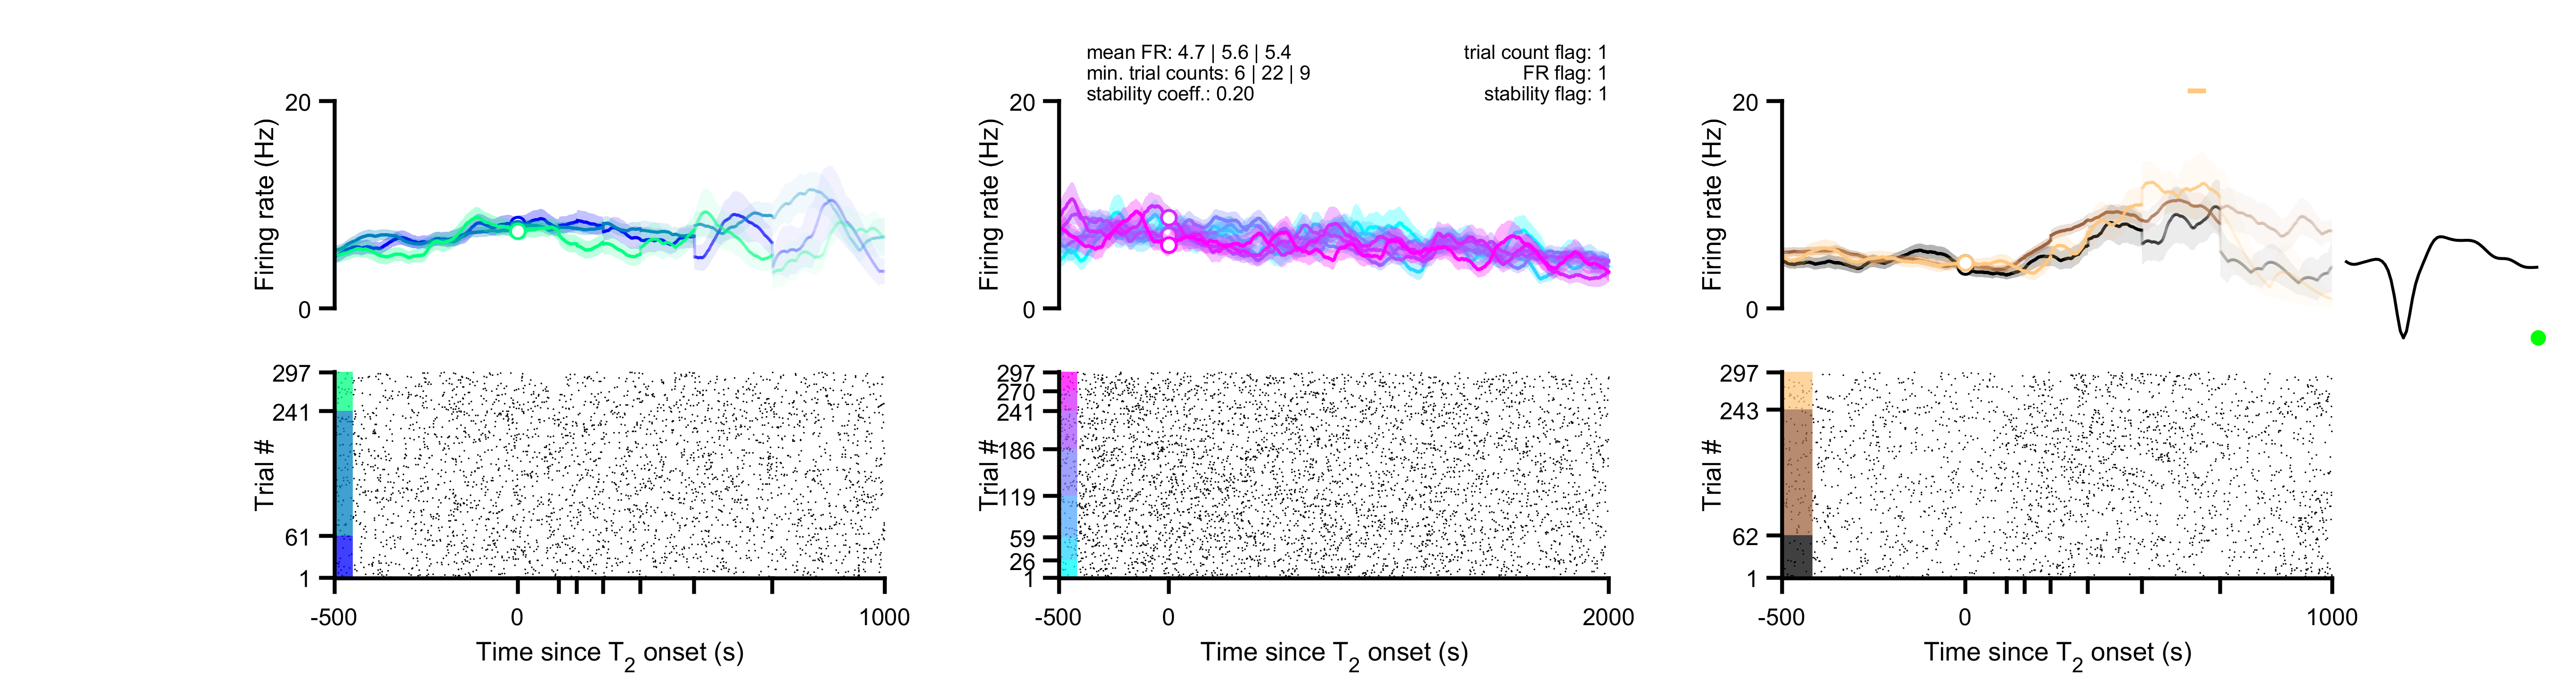 mean FR: 4.7 | 5.6 | 5.4
min. trial counts: 6 | 22 | 9
stability coeff.: 0.20
trial count flag: 1
FR flag: 1
stability flag: 1
20
0
Firing rate (Hz)
297
241
61
1
Trial #
-500
0
1000
Time since T2 onset (s)
20
0
Firing rate (Hz)
297
270
241
186
119
59
26
1
Trial #
-500
0
2000
Time since T2 onset (s)
20
0
Firing rate (Hz)
297
243
62
1
Trial #
-500
0
1000
Time since T2 onset (s)